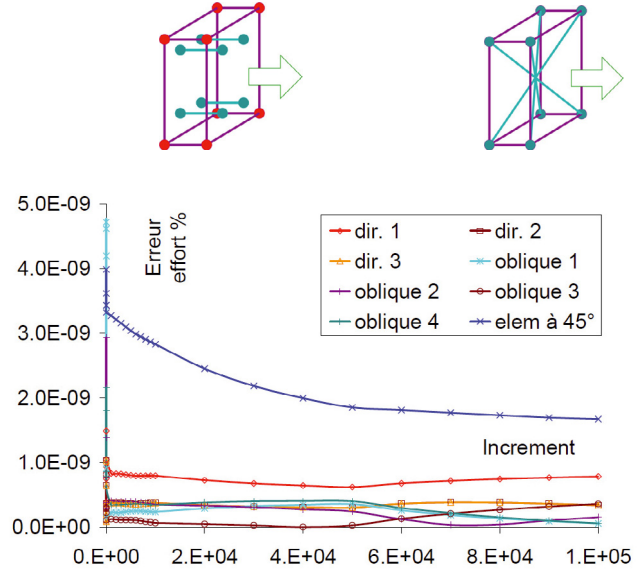 5.0E-09
4.0E-09
3.0E-09
2.0E-09
1.0E-09
0.0E+00
Erreur
effort %
dir. 1
dir. 2
dir. 3
oblique 1
oblique 2
oblique 3
oblique 4
elem à 45°
Increment
0.E+00
2.E+04
4.E+04
6.E+04
8.E+04
1.E+05